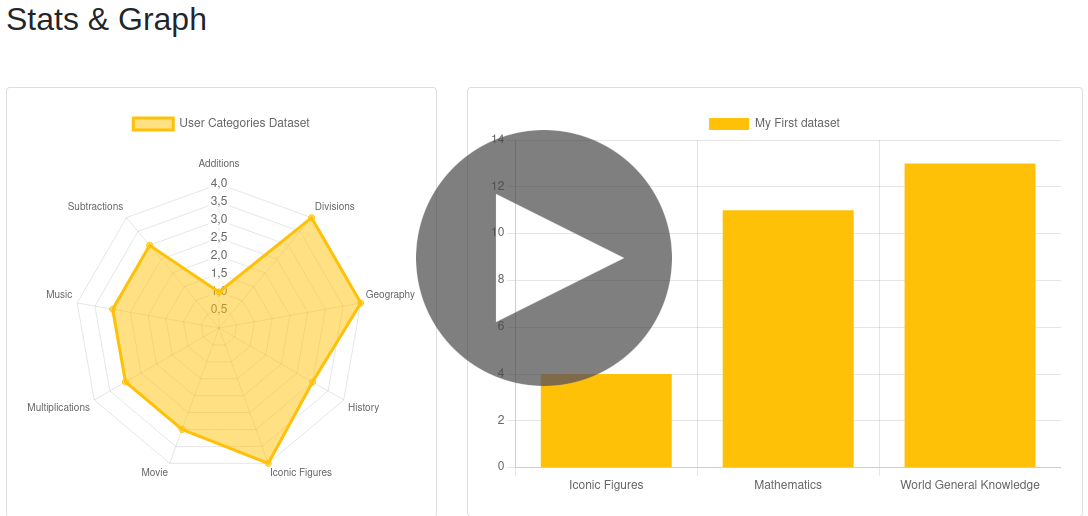 Stats & Graph
User Categories Dataset
Additions
4,0
3,5
3,0
2,5
2,0
1,5
1,0
0,5
Divisions
Geography
History
Iconic Figures
Movie
Multiplications
Music
Subtractions
My First dataset
14
12
10
8
6
4
2
0
Iconic Figures
Mathematics
World General Knowledge